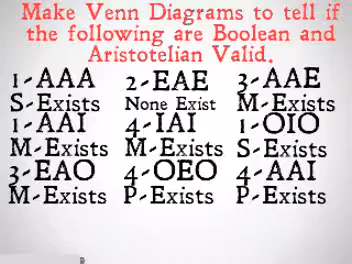 Make Venn Diagrams to tell if
the following are Boolean and
Aristotelian Valid.
1-AAA 2-EAE 3-AAE
S-Exists None Exist M-Exists
1-AAI 4-IAI 1-OIO
M-Exists M-Exists S-Exists
3-EAO 4-OEO 4-AAI
M-Exists P-Exists P-Exists